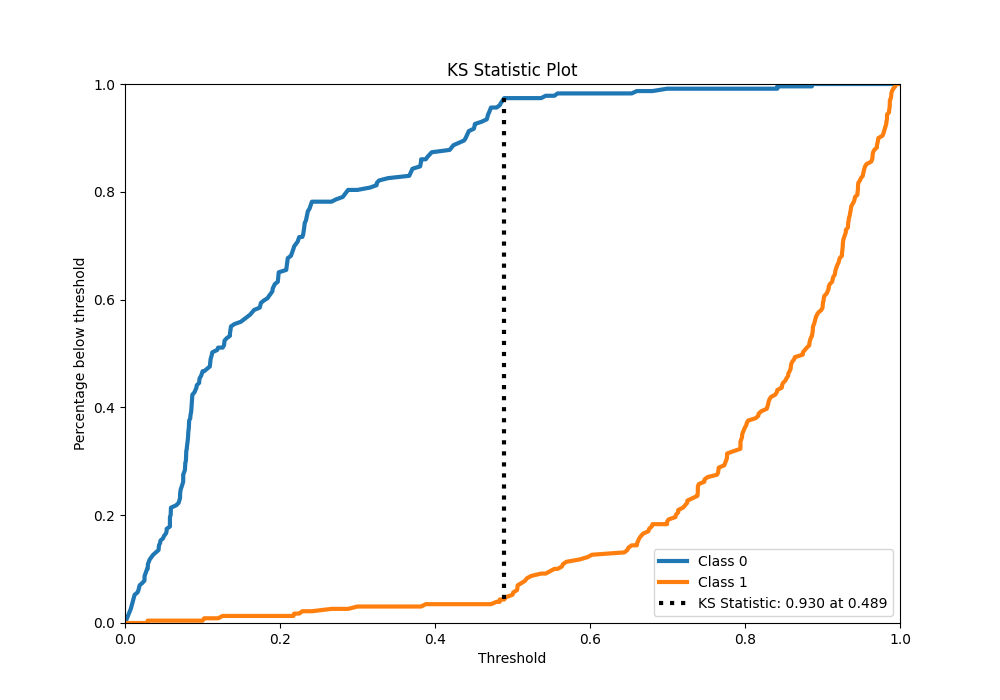 KS Statistic Plot
1.0
0.8
0.6
0.4
0.2
0.0
Percentage below threshold
0.0 0.2 0.4 0.6 0.8 1.0
Threshold
Class 0
Class 1
KS Statistic: 0.930 at 0.489